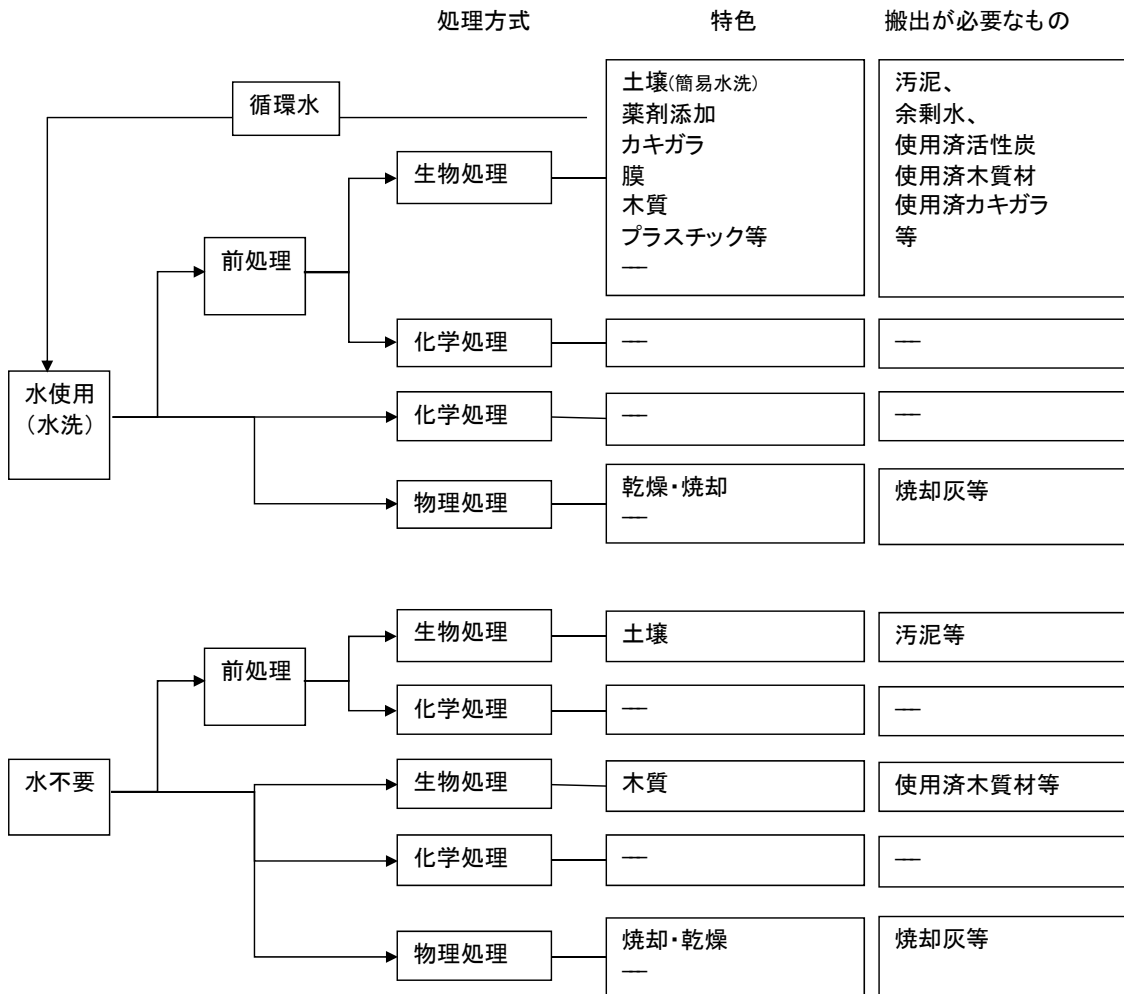 処理方式
特色
搬出が必要なもの
循環水
土壌(簡易水洗)
薬剤添加
カキガラ
膜
木質
プラスチック等
―
汚泥、
余剰水、
使用済活性炭
使用済木質材
使用済カキガラ
等
生物処理
前処理
化学処理
―
―
水使用
(水洗)
化学処理
―
―
物理処理
乾燥・焼却
―
焼却灰等
生物処理
土壌
汚泥等
前処理
化学処理
―
―
水不要
生物処理
木質
使用済木質材等
化学処理
―
―
物理処理
焼却・乾燥
―
焼却灰等